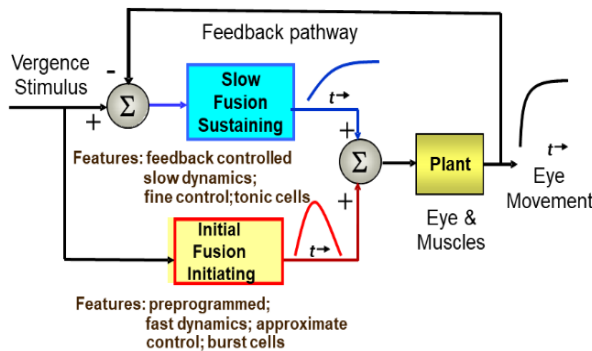 Feedback pathway
Vergence
Stimulus
-
+
Σ
Slow
Fusion
Sustaining
t→
+
Σ
+
Plant
t→
Eye
Movement
Eye &
Muscles
Features: feedback controlled
slow dynamics;
fine control;tonic cells
Initial
Fusion
Initiating
t→
Features: preprogrammed;
fast dynamics; approximate
control; burst cells